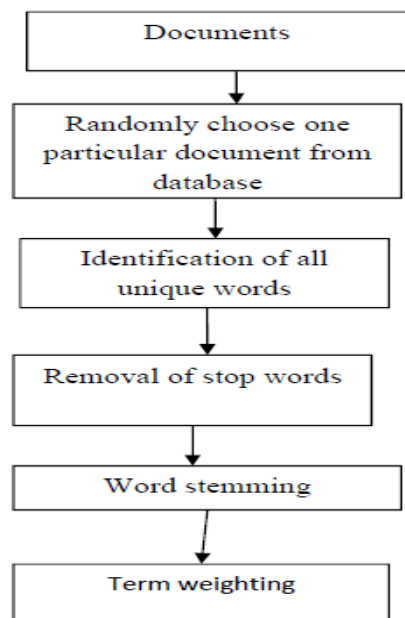 Documents
Randomly choose one
particular document from
database
Identification of all
unique words
Removal of stop words
Word stemming
Term weighting